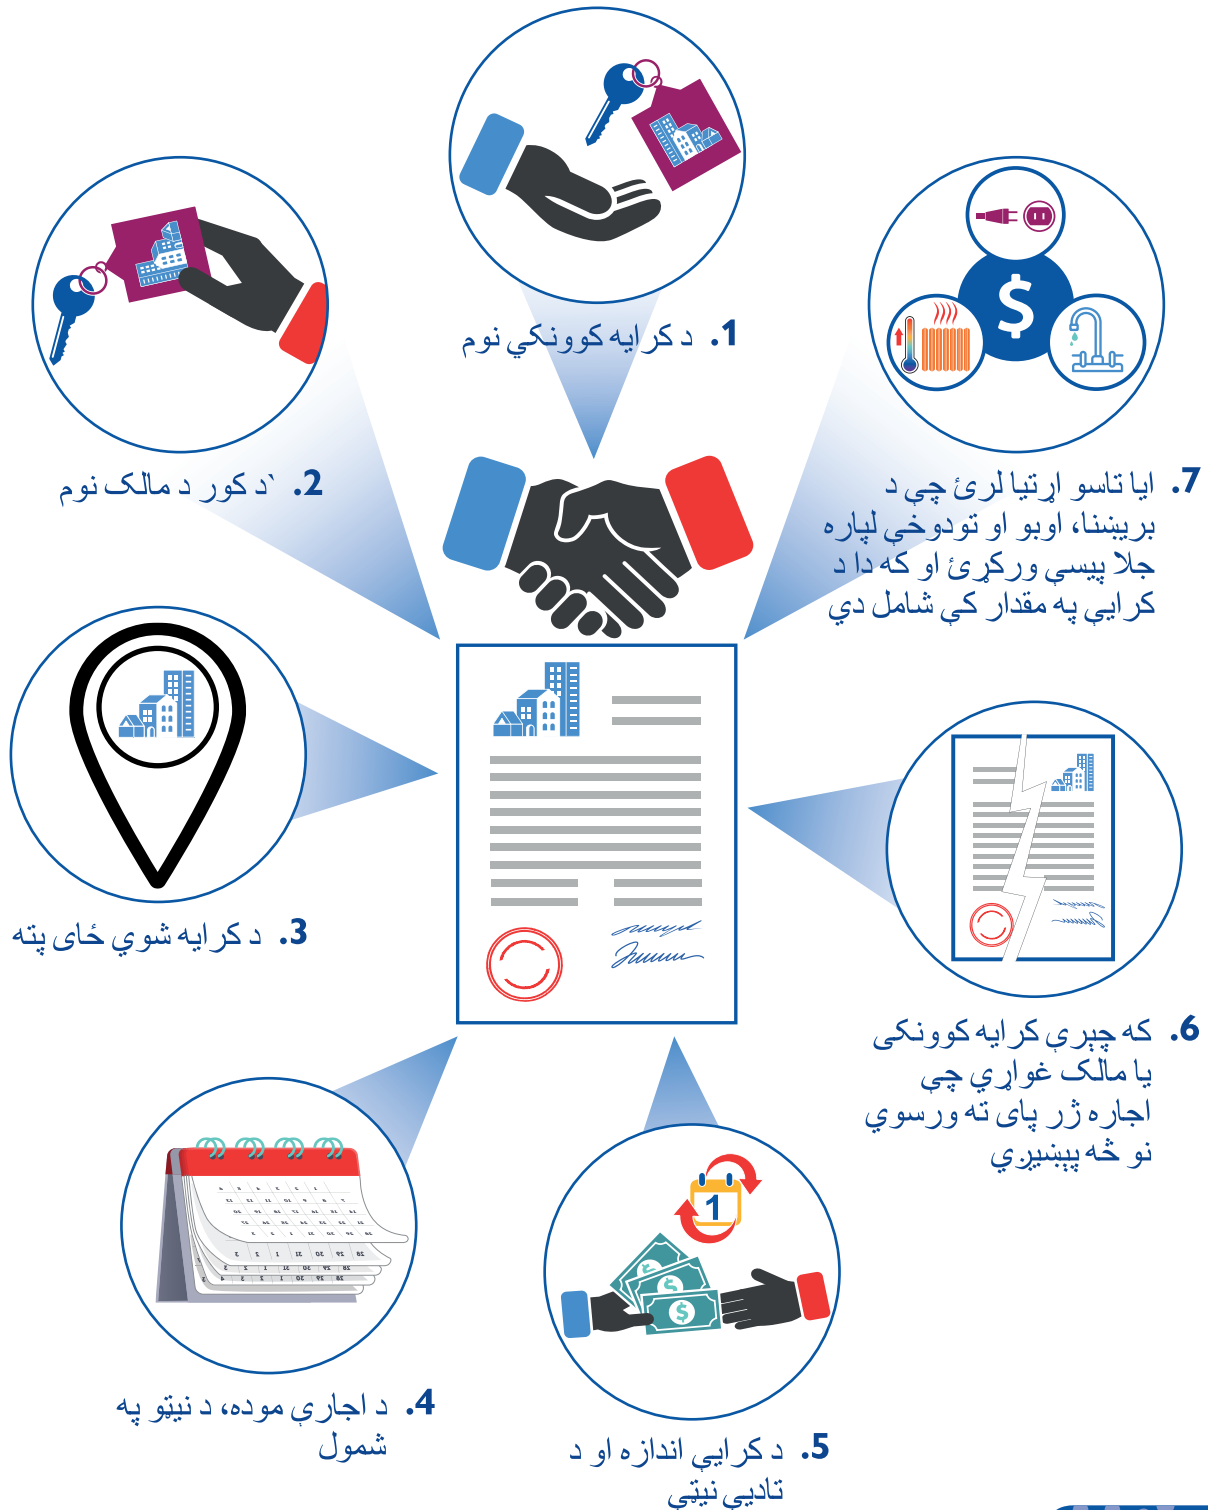 1. د کرایه کوونکي نوم
2. `د کور د مالک نوم
3. د کرایه شوي ځای پته
4. د اجارې موده، د نیټو په
شمول
5. د کرایې اندازه او د
تادیې نیټې
6. که چېرې کرایه کوونکی
یا مالک غواړي چې
اجاره ژر پای ته ورسوي
نو څه پېښیږي
7. ایا تاسو اړتیا لرئ چې د
بریښنا، اوبو او تودوخې لپاره
جلا پیسې ورکړئ او که دا د
کرایې په مقدار کې شامل دي
1